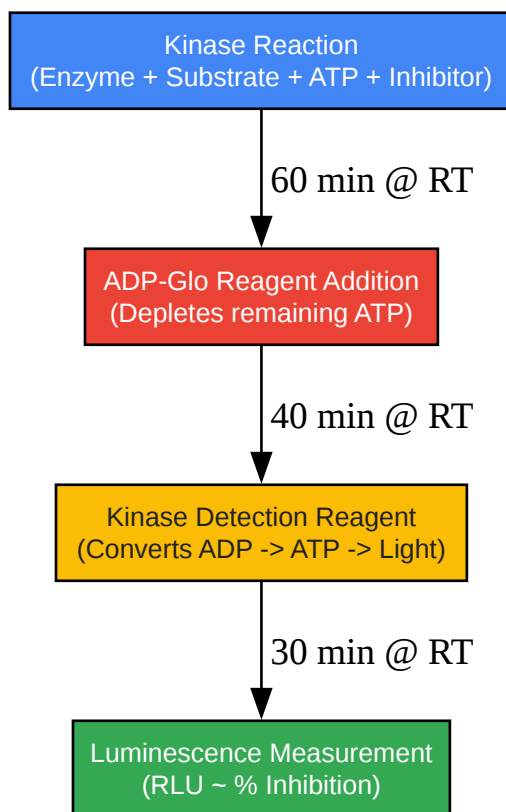 Kinase Reaction
(Enzyme + Substrate + ATP + Inhibitor)
60 min @ RT
ADP-Glo Reagent Addition
(Depletes remaining ATP)
40 min @ RT
Kinase Detection Reagent
(Converts ADP -> ATP -> Light)
30 min @ RT
Luminescence Measurement
(RLU ~ % Inhibition)